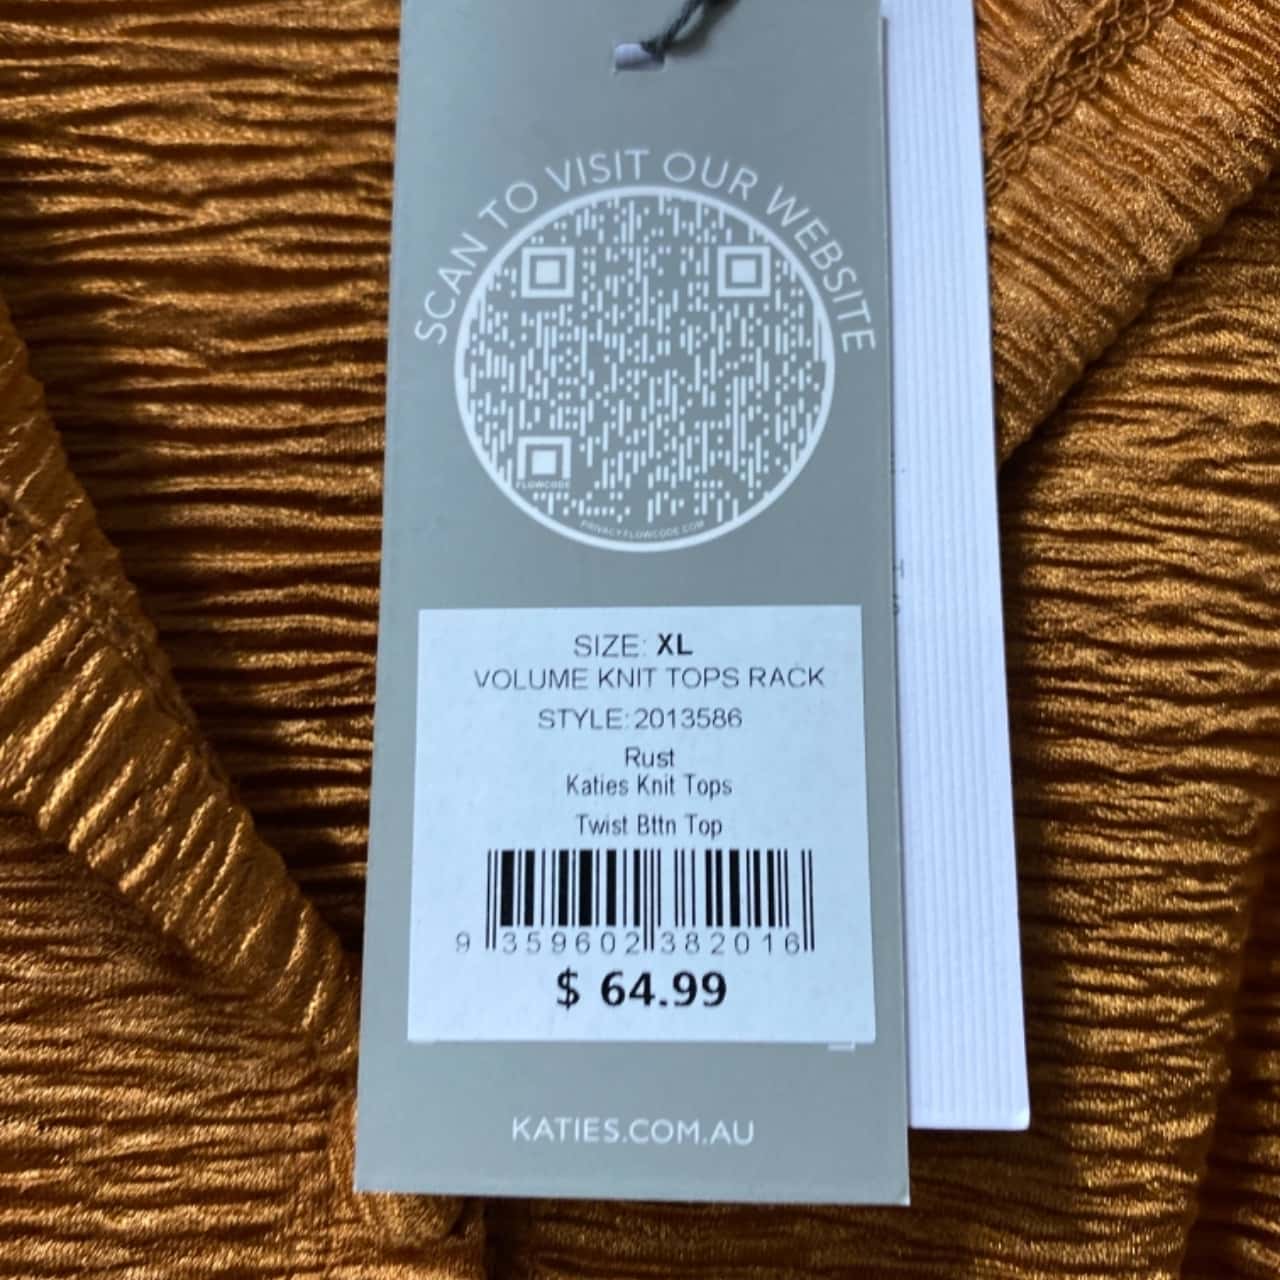 SCAN TO VISIT OUR WEBSITE
FLOWCODE
PRIVACY.FLOWCODE.COM
SIZE: XL
VOLUME KNIT TOPS RACK
STYLE:2013586
Rust
Katies Knit Tops
Twist Bttn Top
9 359602 382016
$ 64.99
KATIES.COM.AU